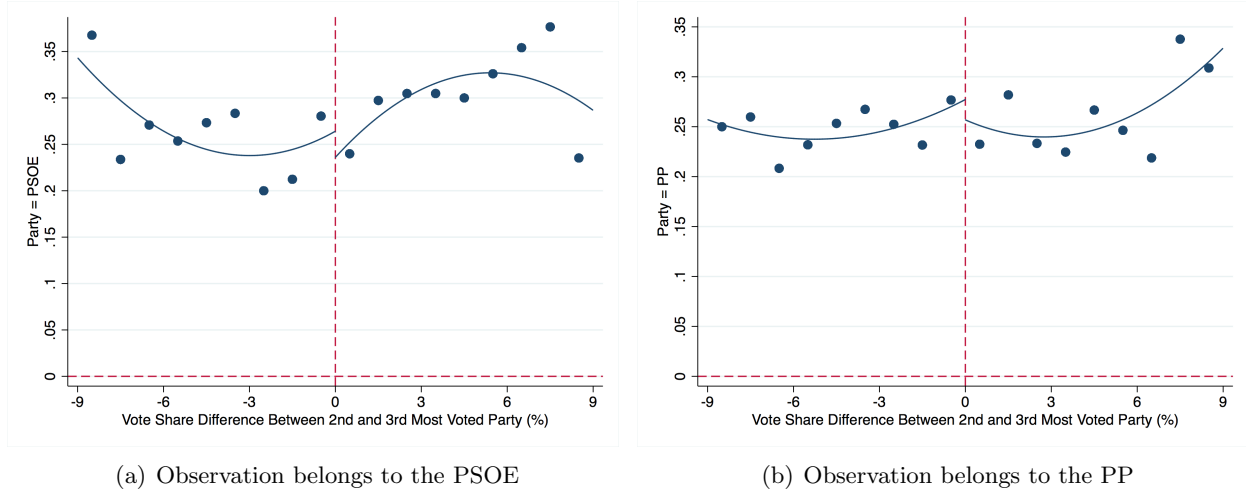 Party = PSOE
.35
.3
.25
.2
.15
.1
.05
0
-9 -6 -3 0 3 6 9
Vote Share Difference Between 2nd and 3rd Most Voted Party (%)
(a) Observation belongs to the PSOE
Party = PP
.35
.3
.25
.2
.15
.1
.05
0
-9 -6 -3 0 3 6 9
Vote Share Difference Between 2nd and 3rd Most Voted Party (%)
(b) Observation belongs to the PP